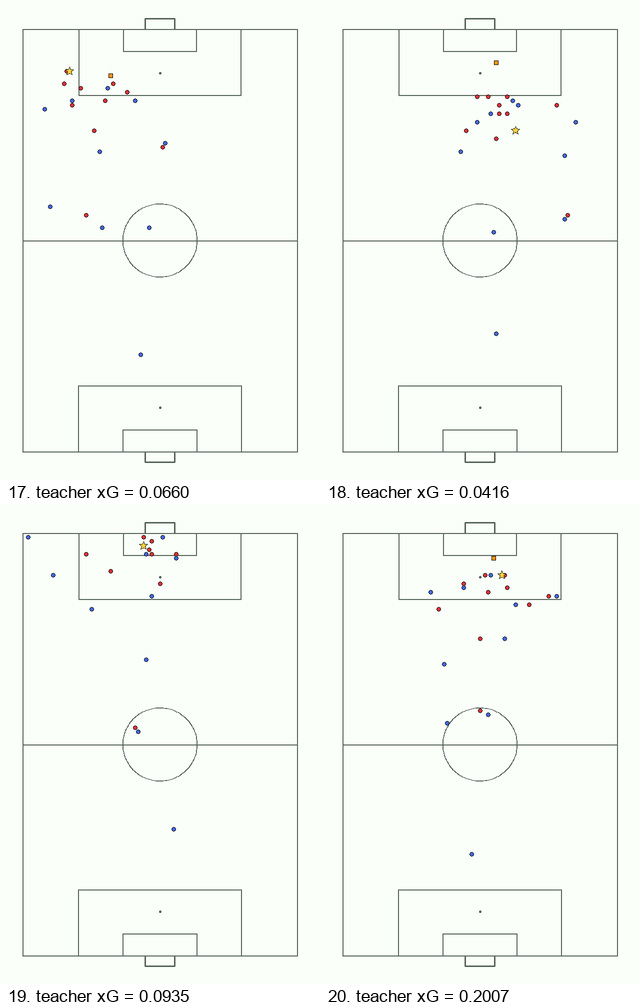 17. teacher xG = 0.0660
18. teacher xG = 0.0416
19. teacher xG = 0.0935
20. teacher xG = 0.2007